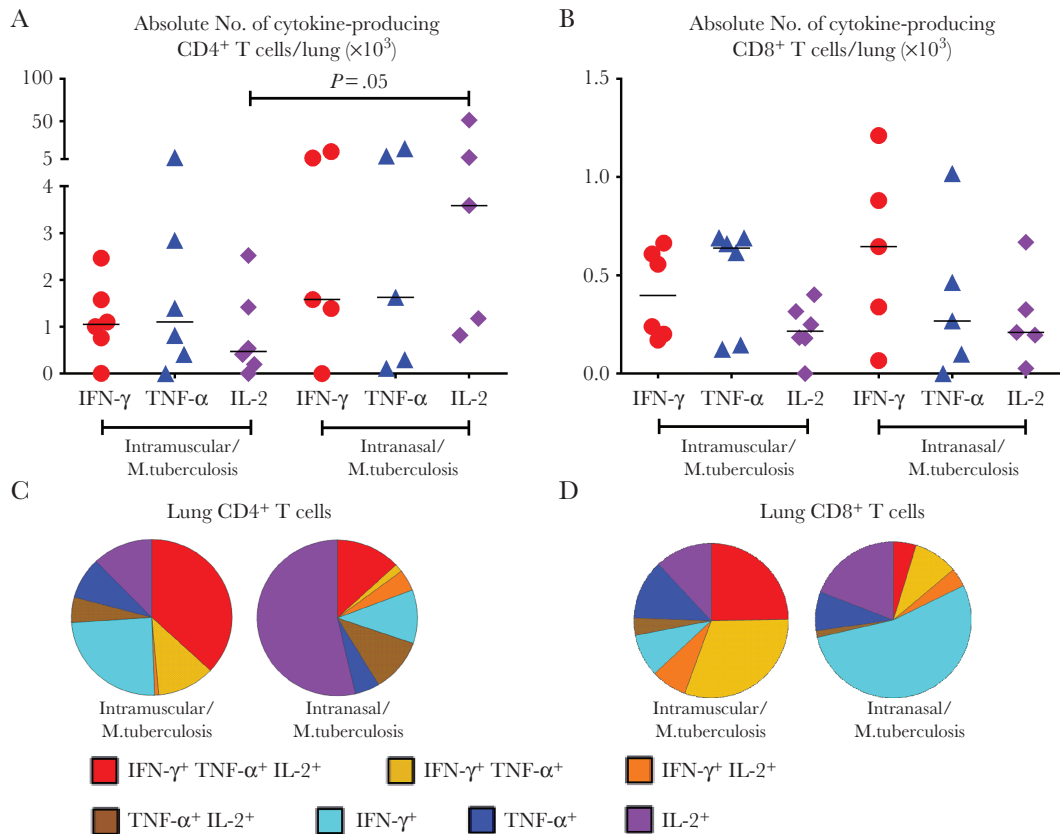 A
Absolute No. of cytokine-producing
CD4⁺ T cells/lung (×10³)
100
50
5
4
3
2
1
0
P = .05
IFN-γ TNF-α IL-2 IFN-γ TNF-α IL-2
Intramuscular/
M.tuberculosis
Intranasal/
M.tuberculosis
B
Absolute No. of cytokine-producing
CD8⁺ T cells/lung (×10³)
1.5
1.0
0.5
0.0
IFN-γ TNF-α IL-2 IFN-γ TNF-α IL-2
Intramuscular/
M.tuberculosis
Intranasal/
M.tuberculosis
C
Lung CD4⁺ T cells
Intramuscular/
M.tuberculosis
Intranasal/
M.tuberculosis
D
Lung CD8⁺ T cells
Intramuscular/
M.tuberculosis
Intranasal/
M.tuberculosis
IFN-γ⁺ TNF-α⁺ IL-2⁺ IFN-γ⁺ TNF-α⁺ IFN-γ⁺ IL-2⁺
TNF-α⁺ IL-2⁺ IFN-γ⁺ TNF-α⁺ IL-2⁺